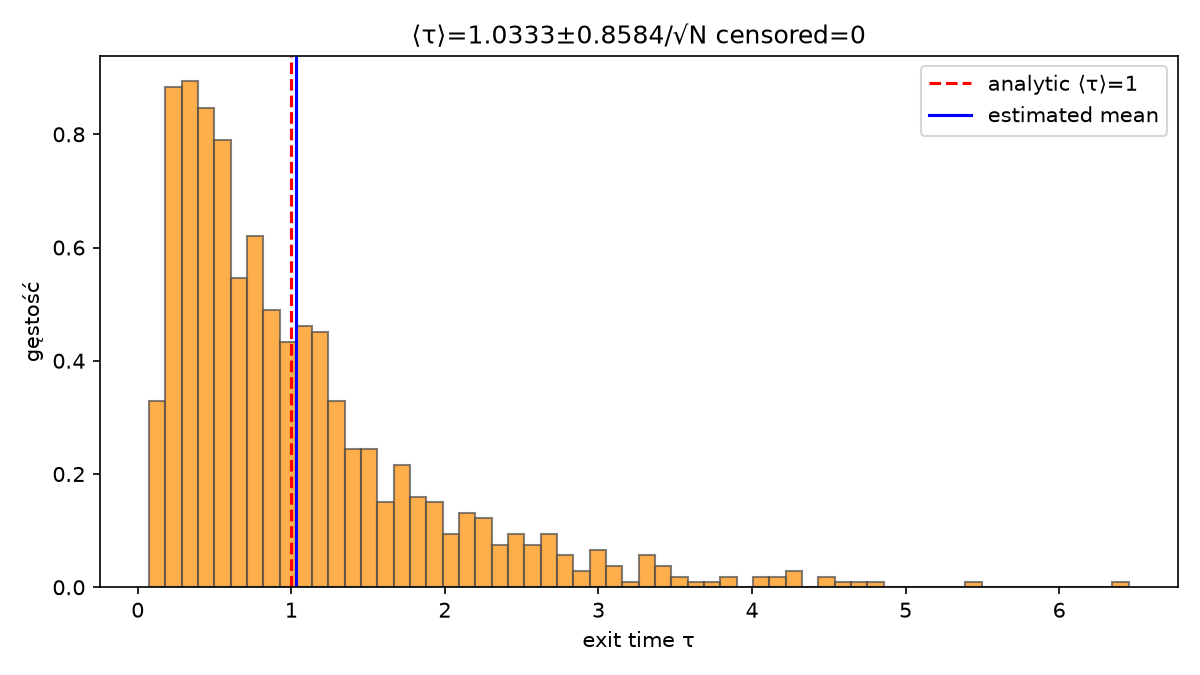 ⟨τ⟩=1.0333±0.8584/√N censored=0
analytic ⟨τ⟩=1
estimated mean
gęstość
0.8
0.6
0.4
0.2
0.0
0 1 2 3 4 5 6
exit time τ